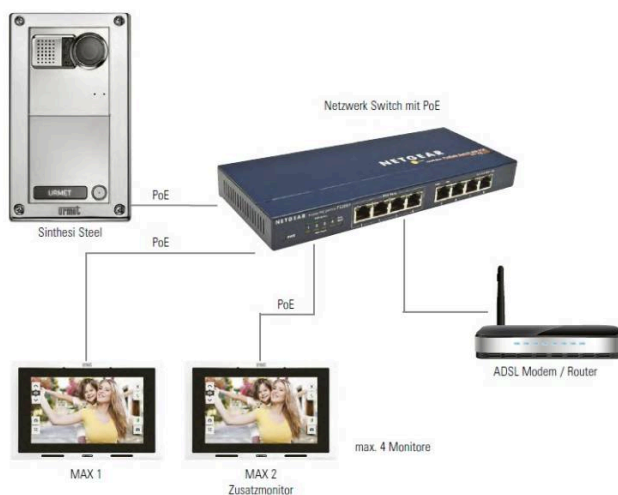 Netzwerk Switch mit PoE
NETGEAR
NETGEAR
URMET
urmet
Sinthesi Steel
PoE
PoE
PoE
ADSL Modem / Router
max. 4 Monitore
MAX 1
MAX 2
Zusatzmonitor